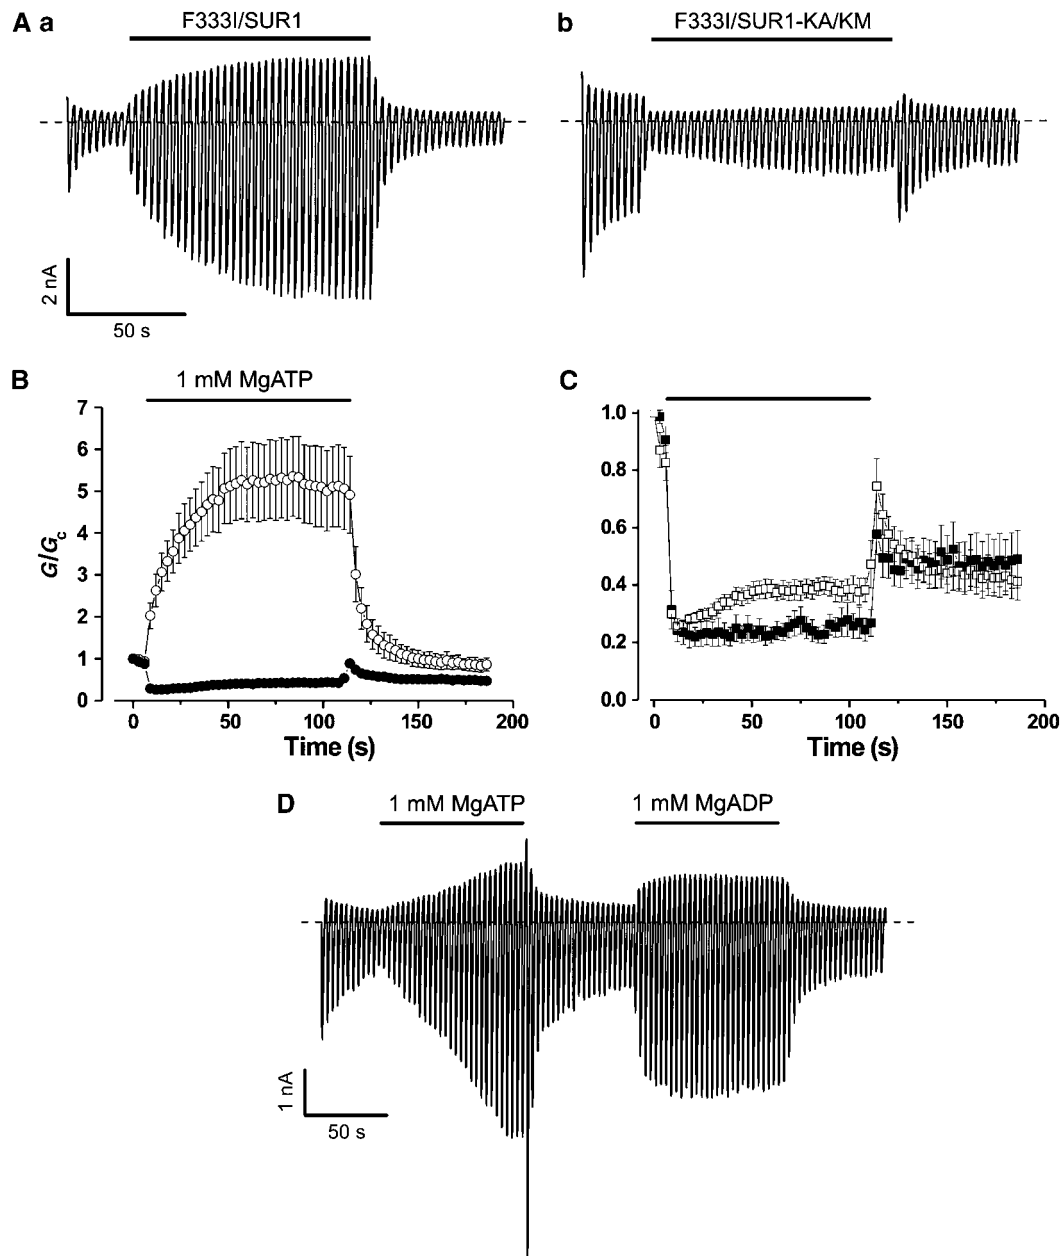 A a
F333I/SUR1
b
F333I/SUR1-KA/KM
2 nA
50 s
B
1 mM MgATP
7
6
5
4
3
2
1
0
G/Gc
0 50 100 150 200
Time (s)
C
1.0
0.8
0.6
0.4
0.2
0.0
0 50 100 150 200
Time (s)
D
1 mM MgATP
1 mM MgADP
1 nA
50 s